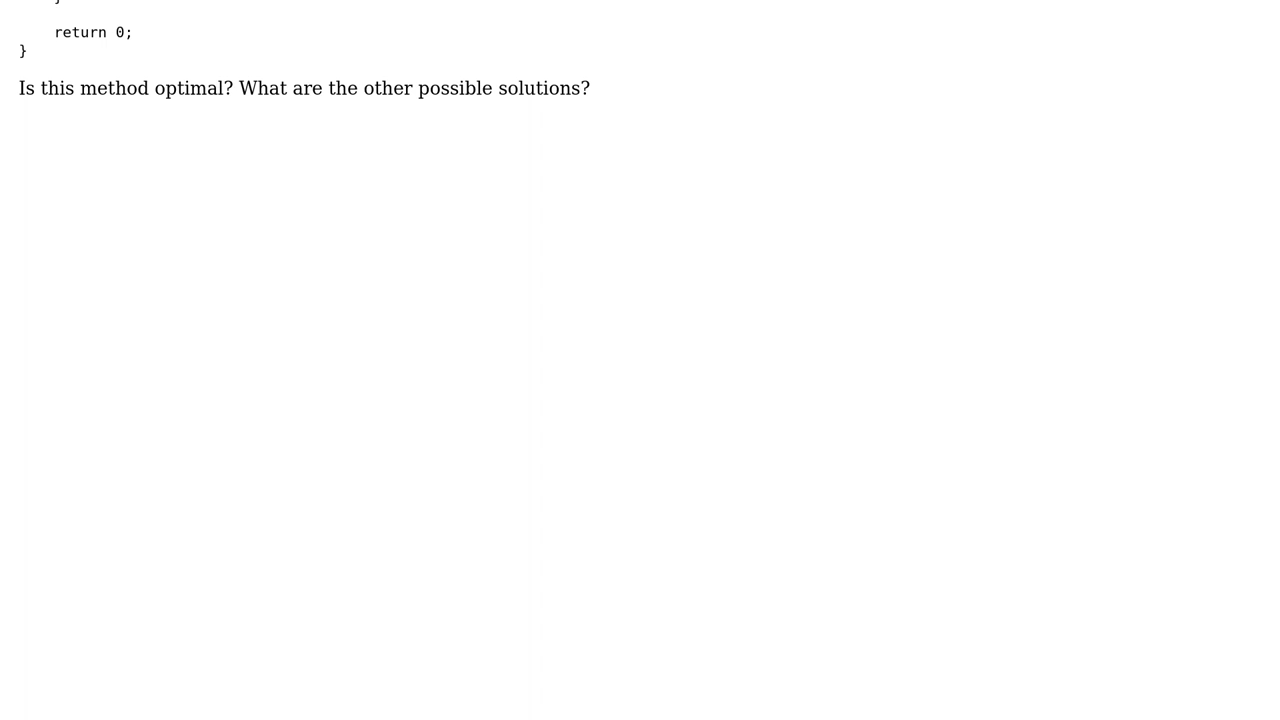 }
return 0;
}
Is this method optimal? What are the other possible solutions?